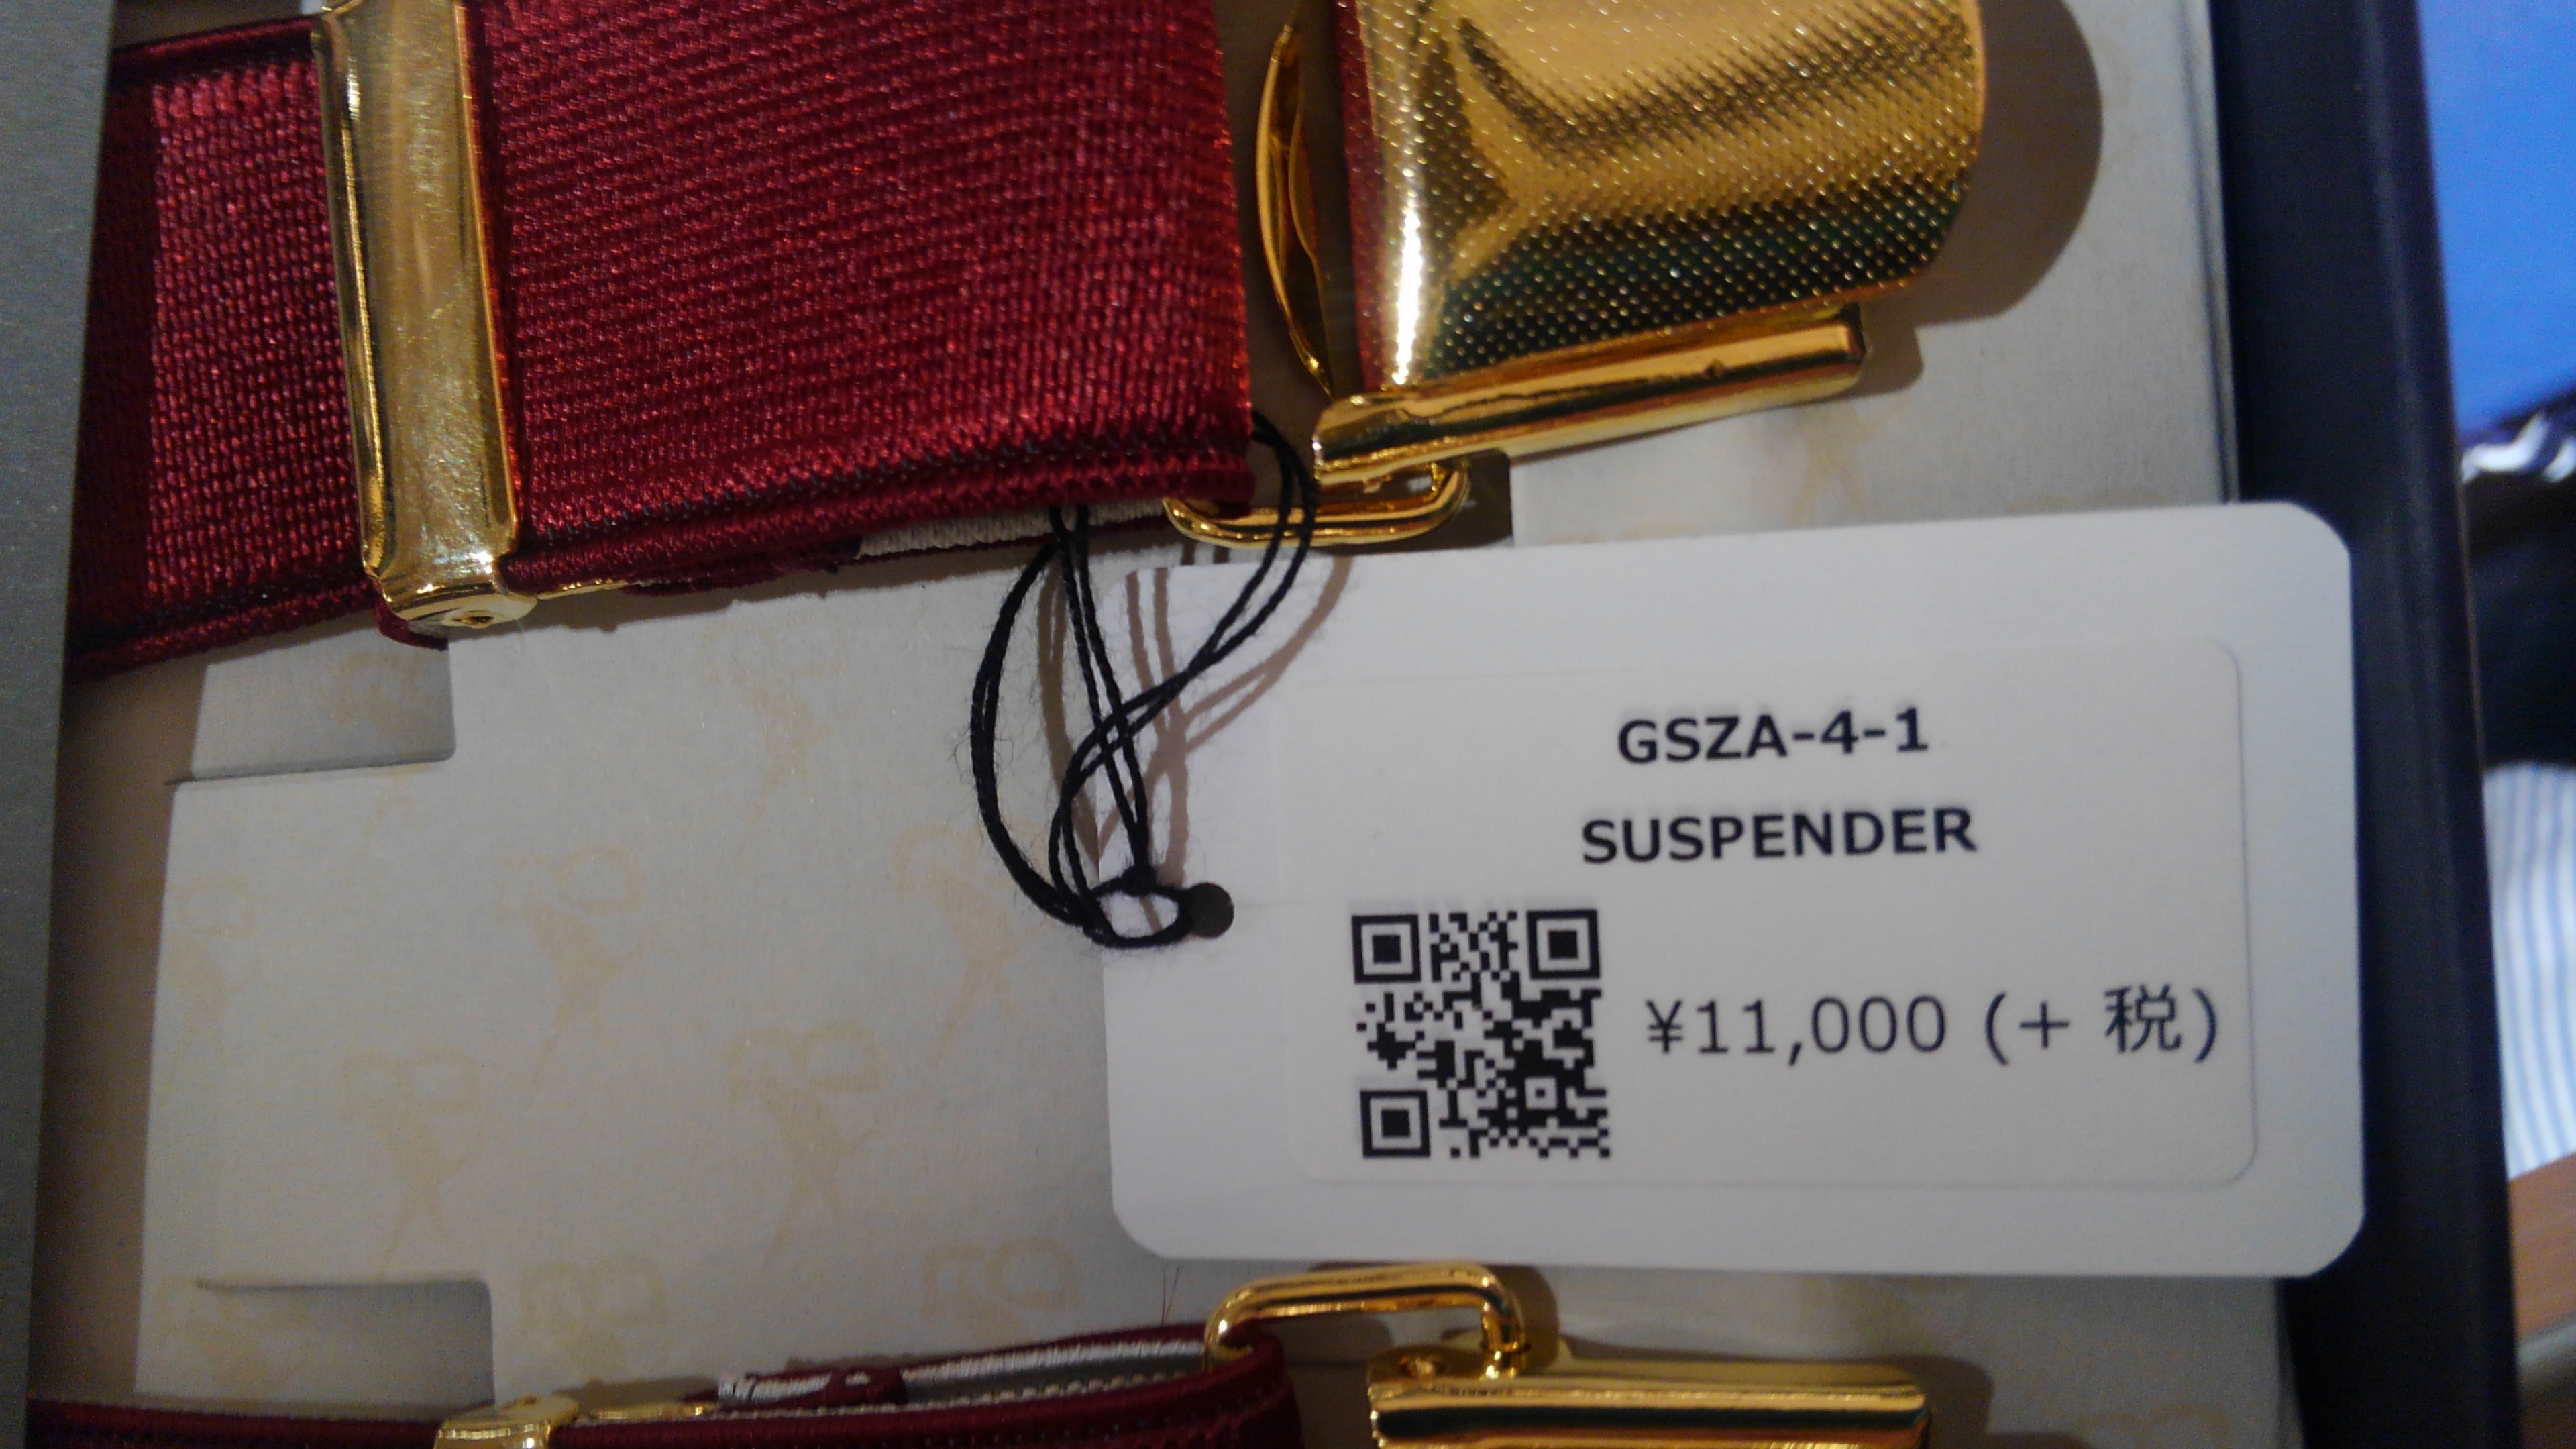 GSZA-4-1
SUSPENDER
¥11,000 (+ 税)